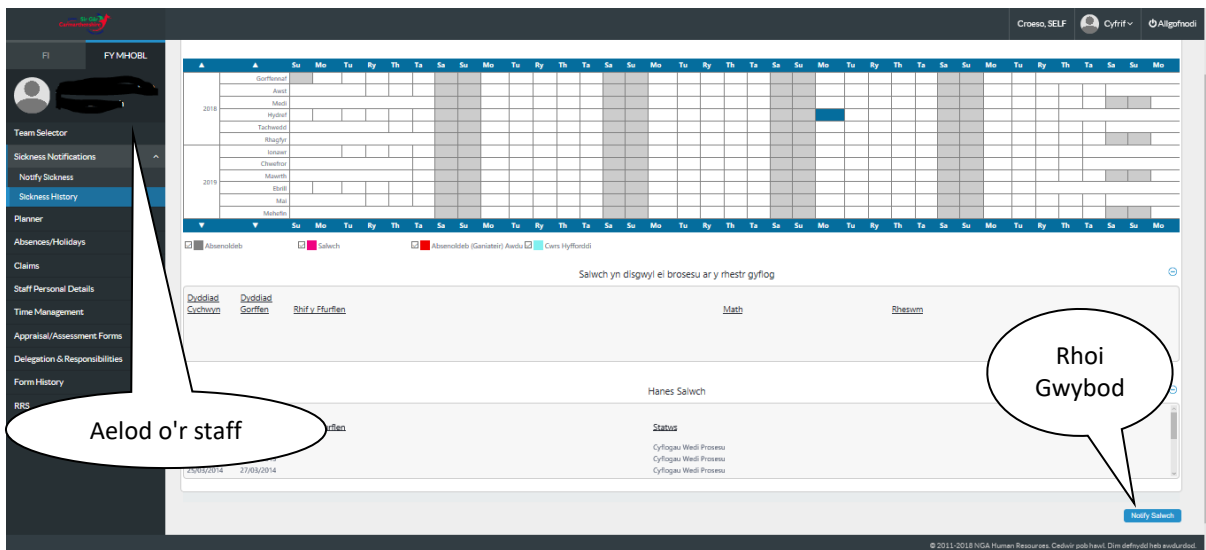 Sir Gâr
Carmarthenshire
Croeso, SELF Cyfrif Allgofnodi
FI FY MHOBL
Team Selector
Sickness Notifications
Notify Sickness
Sickness History
Planner
Absences/Holidays
Claims
Staff Personal Details
Time Management
Appraisal/Assessment Forms
Delegation & Responsibilities
Form History
RRS
Su Mo Tu Ry Th Ta Sa Su Mo Tu Ry Th Ta Sa Su Mo Tu Ry Th Ta Sa Su Mo Tu Ry Th Ta Sa Su Mo Tu Ry Th Ta Sa Su Mo
2018
Gorffennaf
Awst
Medi
Hydref
Tachwedd
Rhagfyr
2019
Ionawr
Chwefror
Mawrth
Ebrill
Mai
Mehefin
Su Mo Tu Ry Th Ta Sa Su Mo Tu Ry Th Ta Sa Su Mo Tu Ry Th Ta Sa Su Mo Tu Ry Th Ta Sa Su Mo Tu Ry Th Ta Sa Su Mo
Absenoldeb Salwch Absenoldeb (Ganiateir) Awdu Cwrs Hyfforddi
Salwch yn disgwyl ei brosesu ar y rhestr gyflog
Dyddiad Dyddiad
Cychwyn Gorffen Rhif y Ffurflen Math Rheswm
Rhoi
Gwybod
Hanes Salwch
Aelod o'r staff
Statws
Cyflogau Wedi Prosesu
Cyflogau Wedi Prosesu
25/03/2014 27/03/2014 Cyflogau Wedi Prosesu
Notify Salwch
© 2011-2018 NGA Human Resources. Cedwir pob hawl. Dim defnydd heb awdurdod.